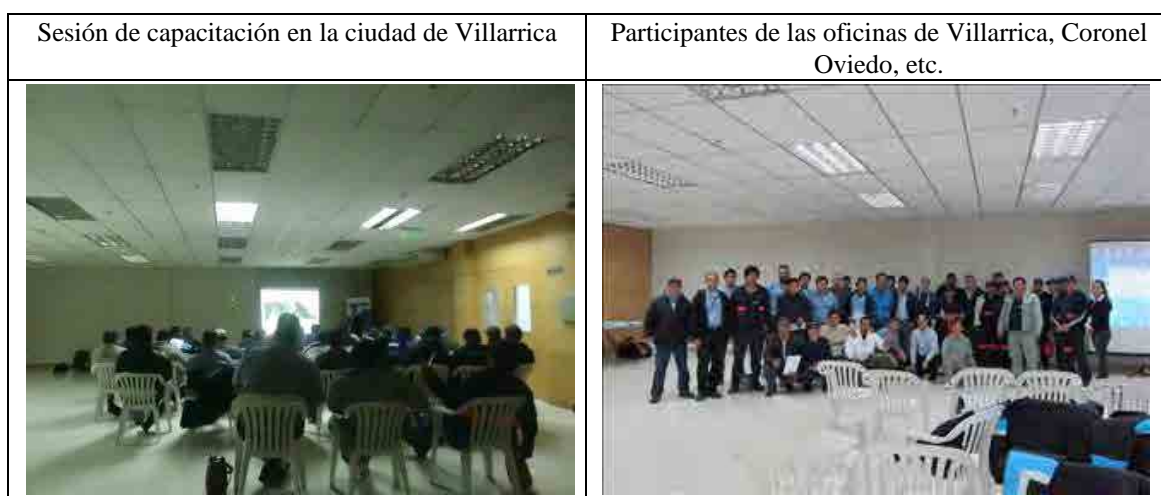 Sesión de capacitación en la ciudad de Villarrica
Participantes de las oficinas de Villarrica, Coronel
Oviedo, etc.